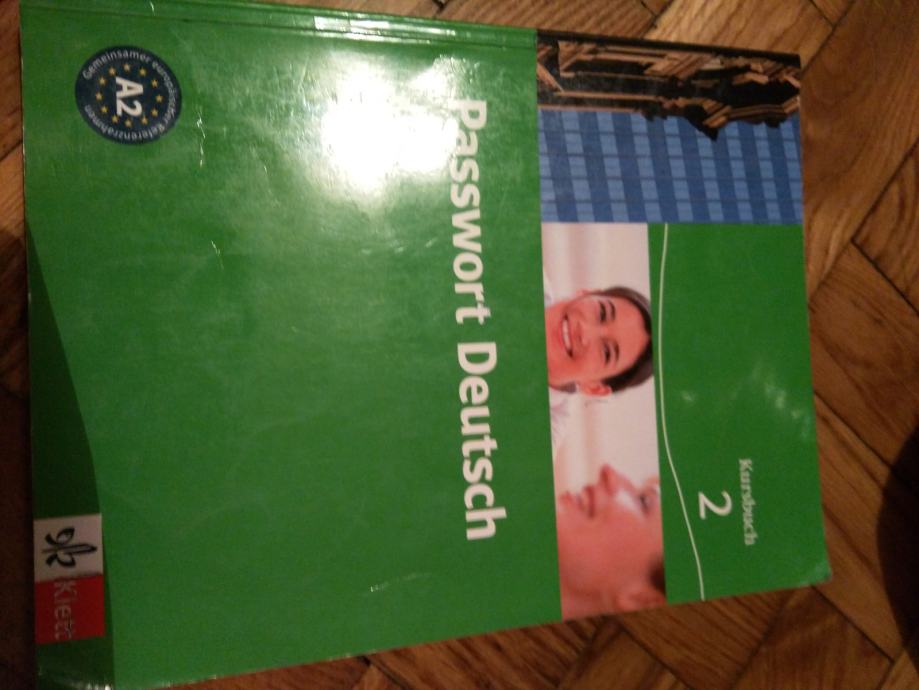 Kursbuch
2
Passwort Deutsch
Gemeinsamer europäischer Referenzrahmen
A2
Klett